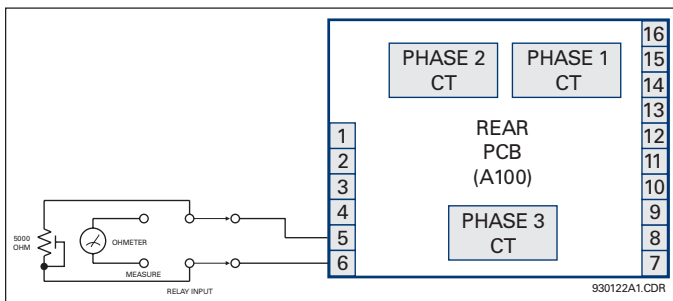 PHASE 2
CT
PHASE 1
CT
REAR
PCB
(A100)
PHASE 3
CT
1
2
3
4
5
6
16
15
14
13
12
11
10
9
8
7
5000
OHM
OHMETER
MEASURE
RELAY INPUT
930122A1.CDR